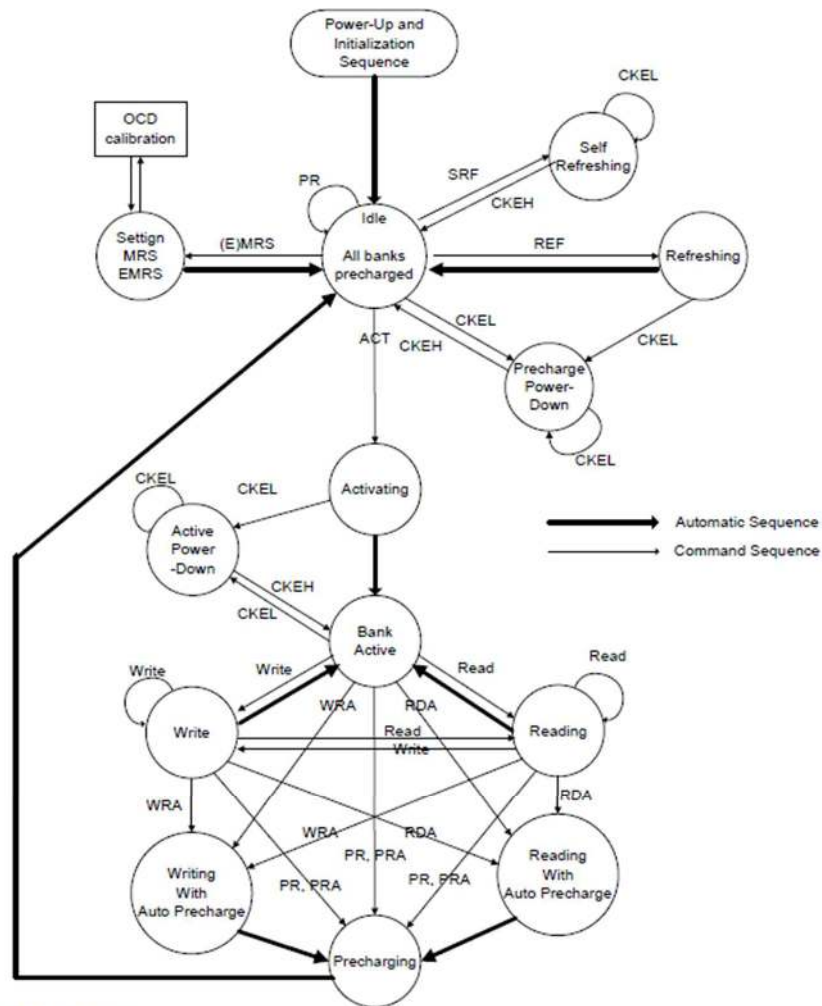 Power-Up and
Initialization
Sequence
CKEL
OCD
calibration
Self
Refreshing
SRF
PR
CKEH
Idle
Settign
MRS
EMRS
(E)MRS
All banks
precharged
REF
Refreshing
CKEL
ACT
CKEH
CKEL
Precharge
Power-
Down
CKEL
CKEL
CKEL
Activating
Active
Power
-Down
Automatic Sequence
Command Sequence
CKEH
CKEL
Bank
Active
Write
Write
Read
Read
WRA
RDA
Write
Read
Write
Reading
WRA
WRA
RDA
RDA
PR, PRA
Writing
With
Auto Precharge
PR, PRA
PR, PRA
Reading
With
Auto Precharge
Precharging